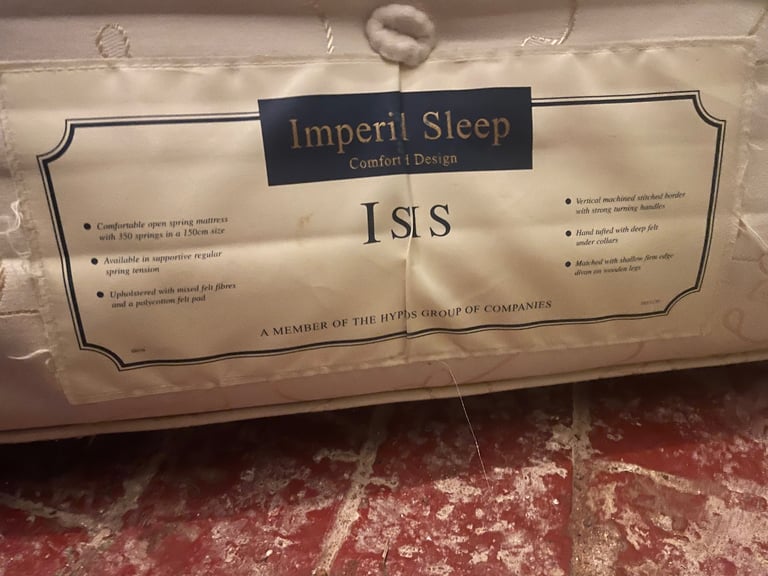 Imperil Sleep
Comfort Design
ISIS
Comfortable open spring mattress
with 350 springs in a 150cm size
Available in supportive regular
spring tension
Upholstered with mixed felt fibres
and a polycotton felt pad
Vertical machined stitched border
with strong turning handles
Hand tufted with deep felt
under collars
Matched with shallow firm edge
divan on wooden legs
A MEMBER OF THE HYPOS GROUP OF COMPANIES